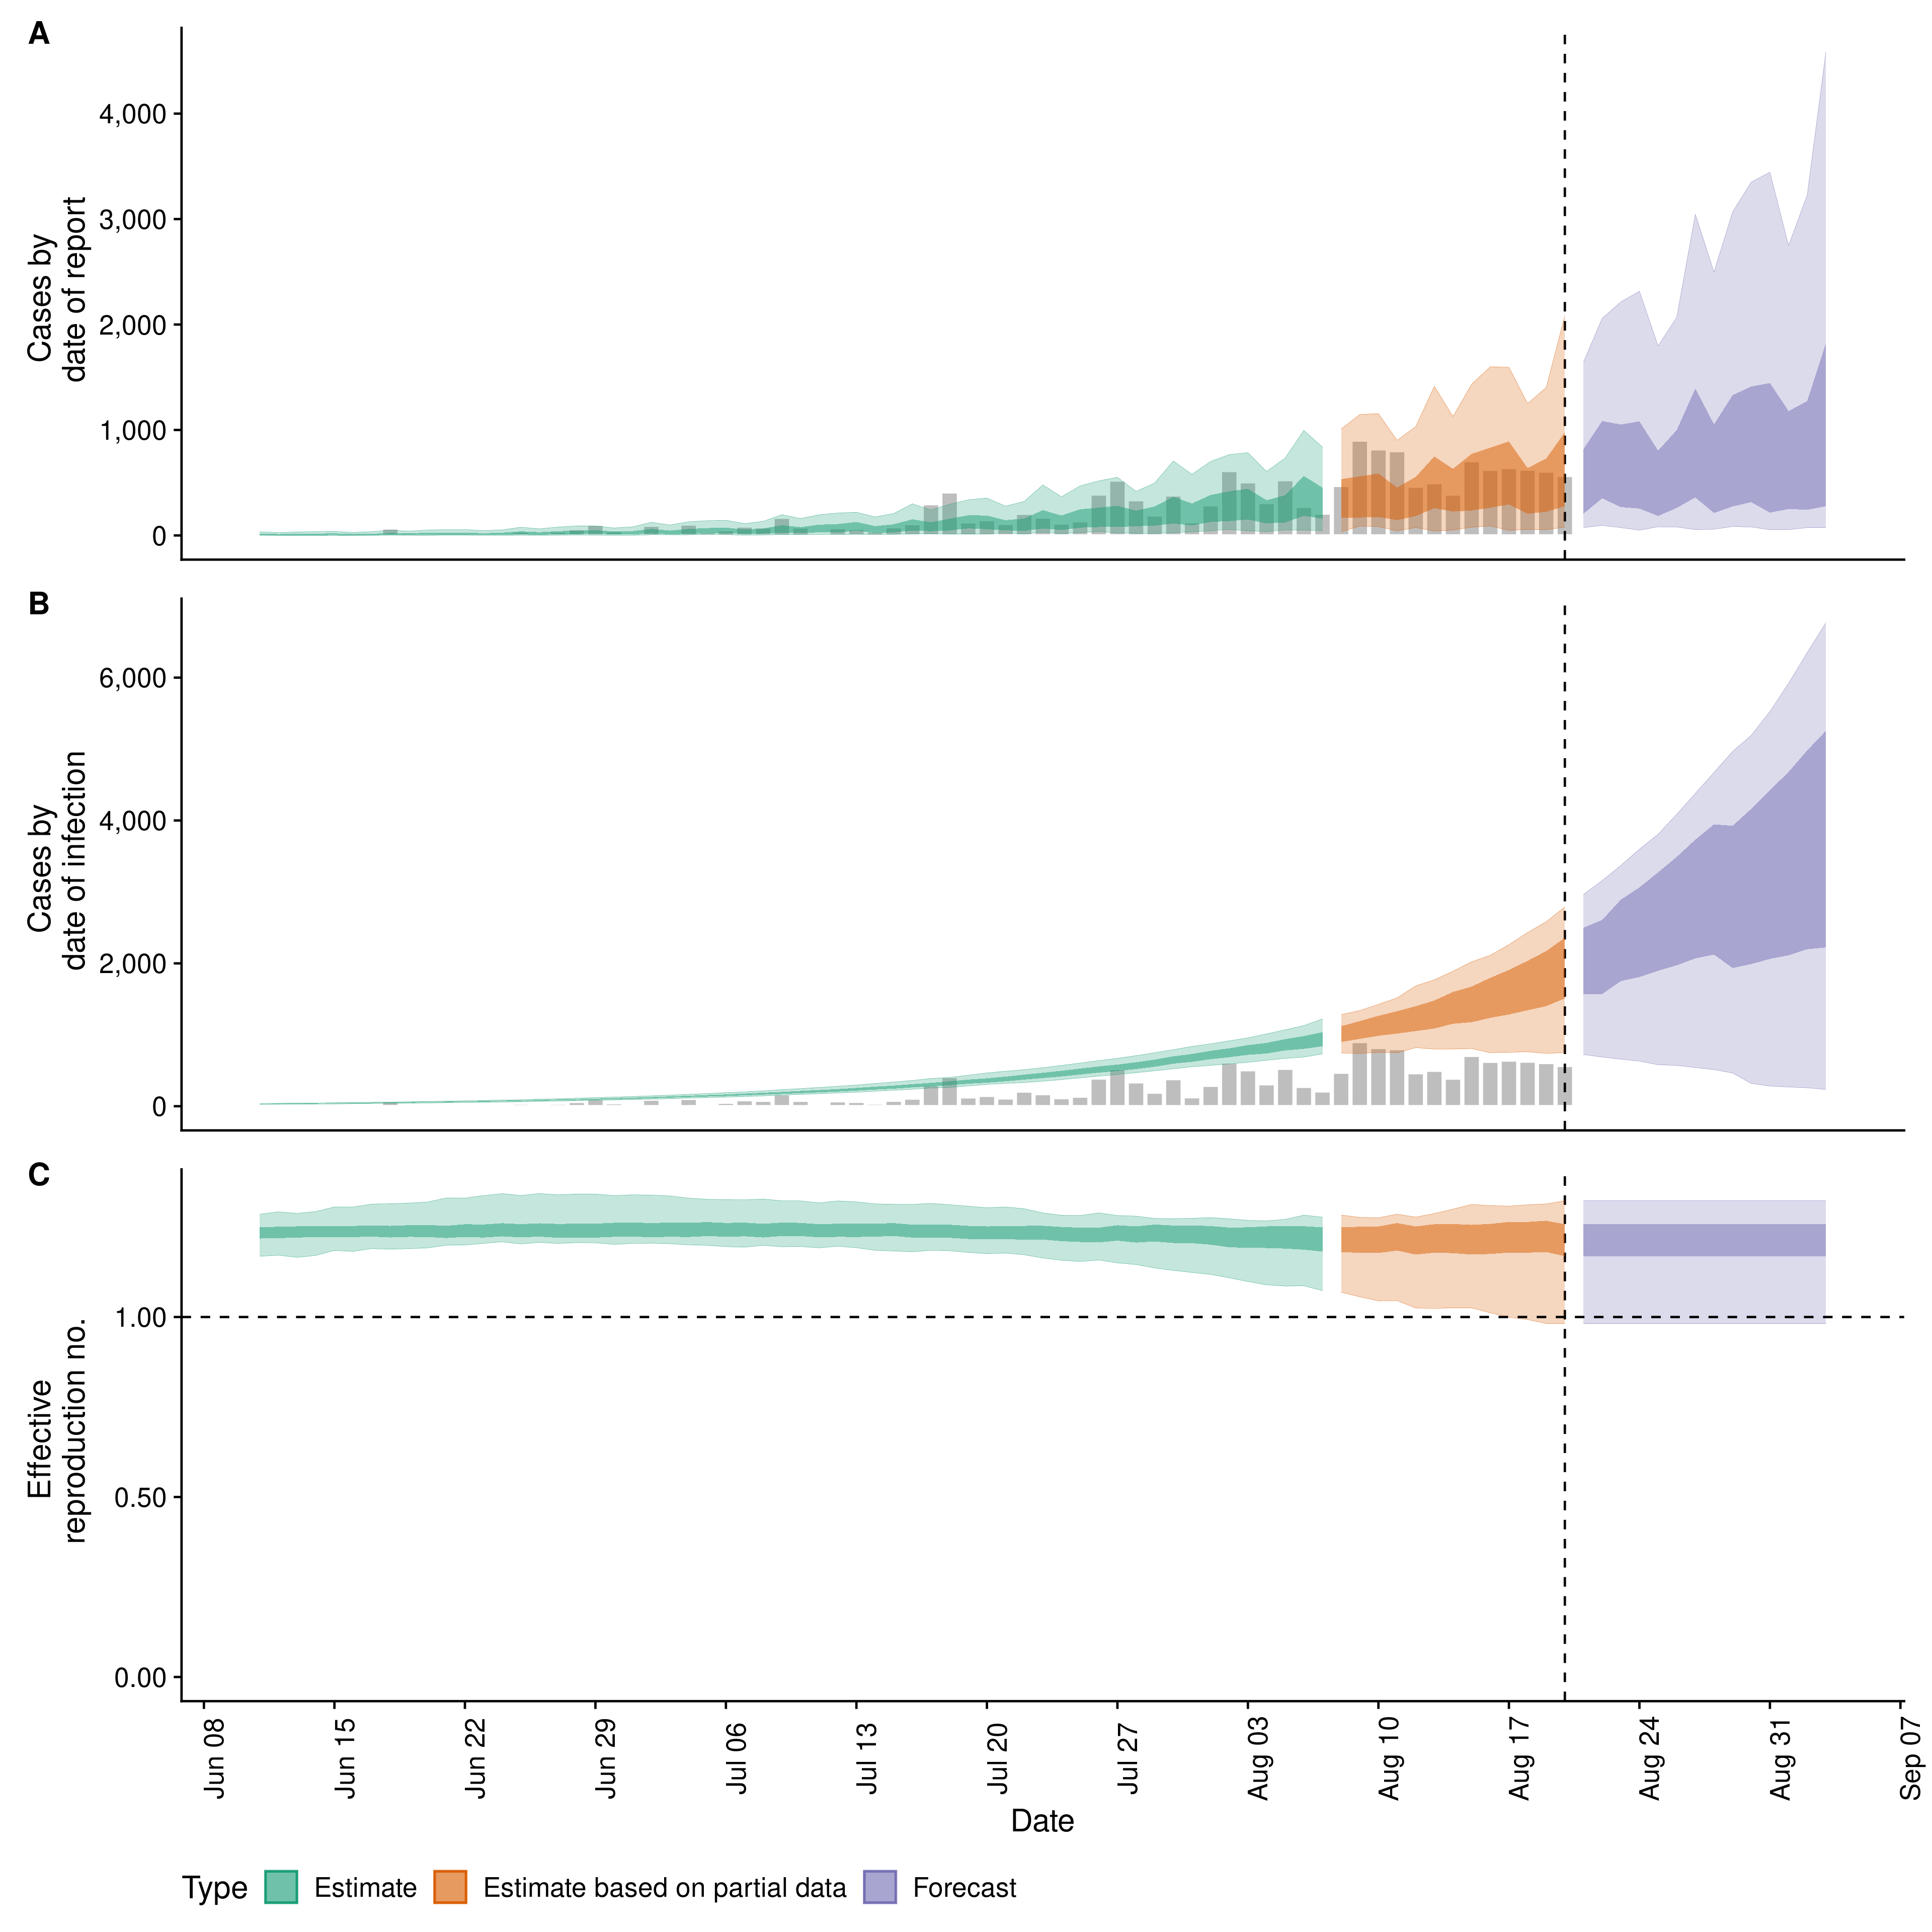 A
Cases by
date of report
4,000
3,000
2,000
1,000
0
B
Cases by
date of infection
6,000
4,000
2,000
0
C
Effective
reproduction no.
1.00
0.50
0.00
Jun 08
Jun 15
Jun 22
Jun 29
Jul 06
Jul 13
Jul 20
Jul 27
Aug 03
Aug 10
Aug 17
Aug 24
Aug 31
Sep 07
Date
Type Estimate Estimate based on partial data Forecast